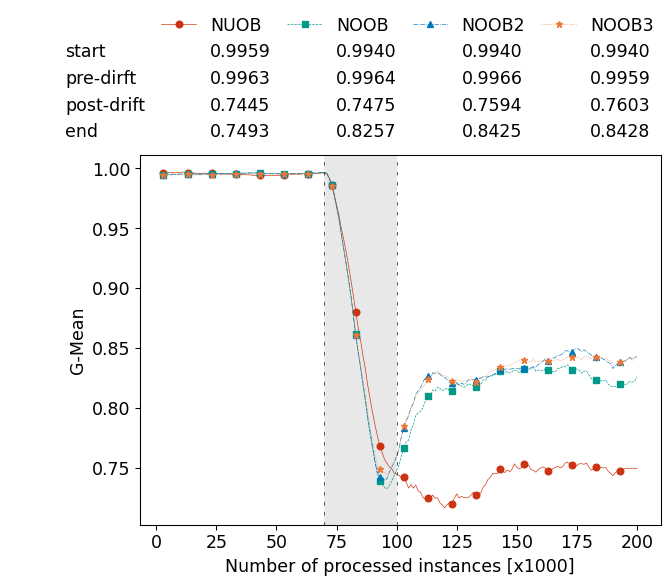 NUOB NOOB NOOB2 NOOB3
start 0.9959 0.9940 0.9940 0.9940
pre-dirft 0.9963 0.9964 0.9966 0.9959
post-drift 0.7445 0.7475 0.7594 0.7603
end 0.7493 0.8257 0.8425 0.8428
1.00
0.95
0.90
0.85
0.80
0.75
G-Mean
0 25 50 75 100 125 150 175 200
Number of processed instances [x1000]